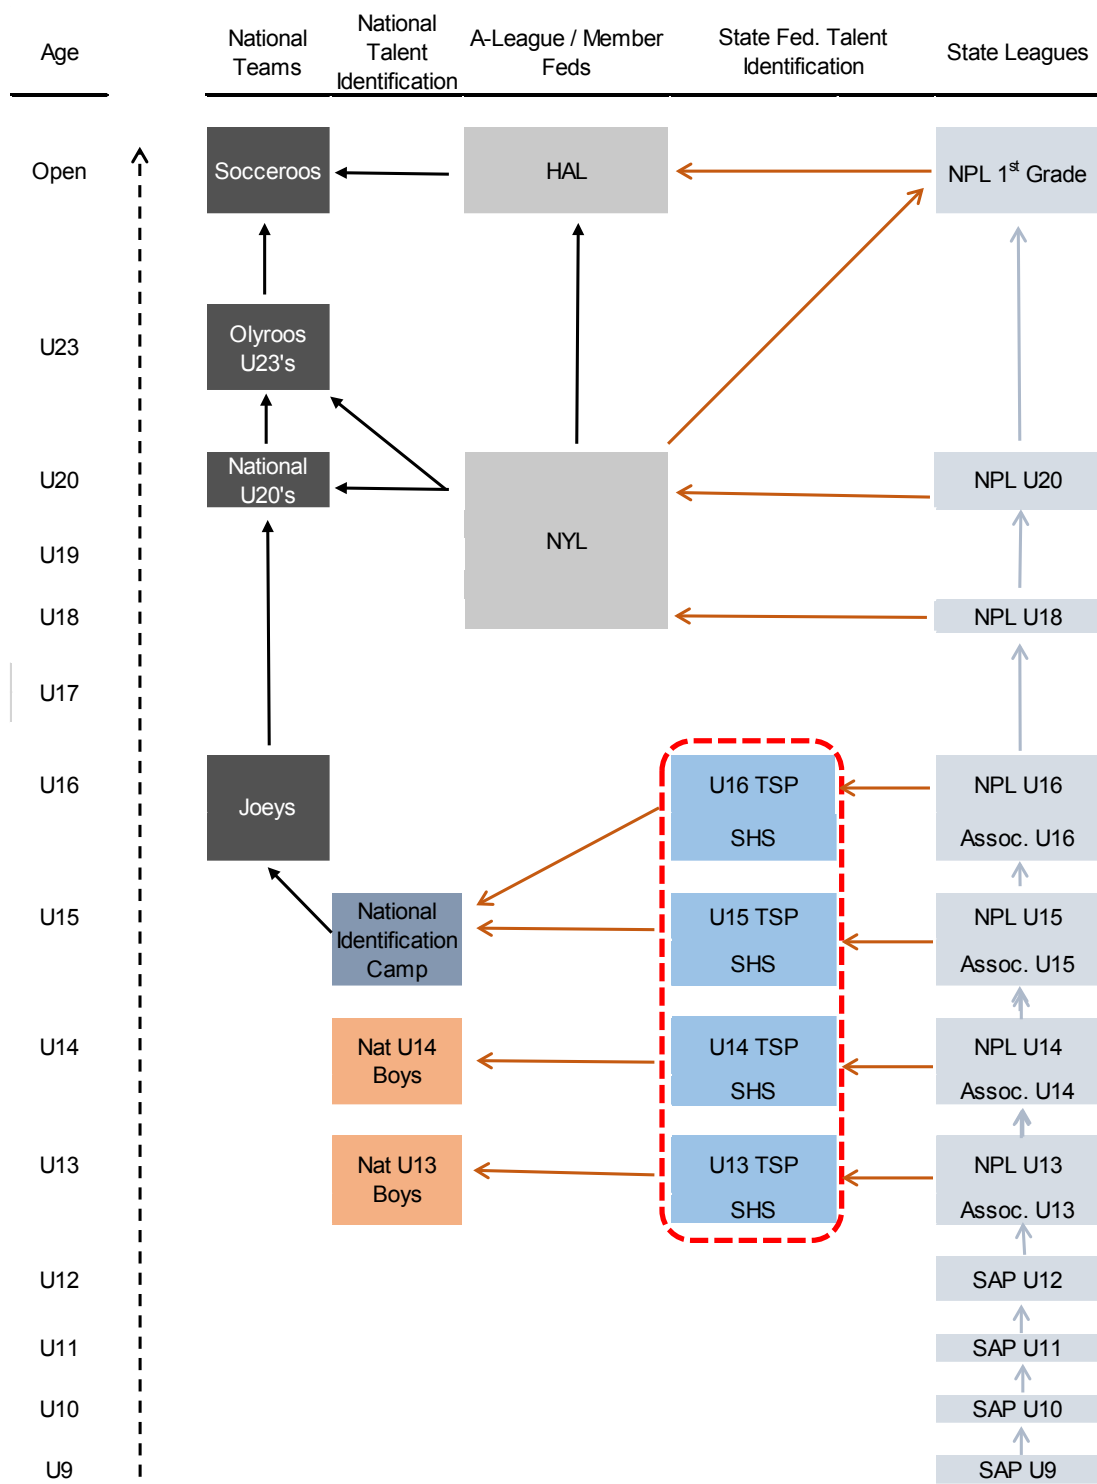 Age
National
Teams
National
Talent
Identification
A-League / Member
Feds
State Fed. Talent
Identification
State Leagues
Open
Socceroos
HAL
NPL 1st Grade
U23
Olyroos
U23's
U20
National
U20's
NYL
NPL U20
U19
U18
NPL U18
U17
U16
Joeys
U16 TSP
SHS
NPL U16
Assoc. U16
U15
National
Identification
Camp
U15 TSP
SHS
NPL U15
Assoc. U15
U14
Nat U14
Boys
U14 TSP
SHS
NPL U14
Assoc. U14
U13
Nat U13
Boys
U13 TSP
SHS
NPL U13
Assoc. U13
U12
SAP U12
U11
SAP U11
U10
SAP U10
U9
SAP U9